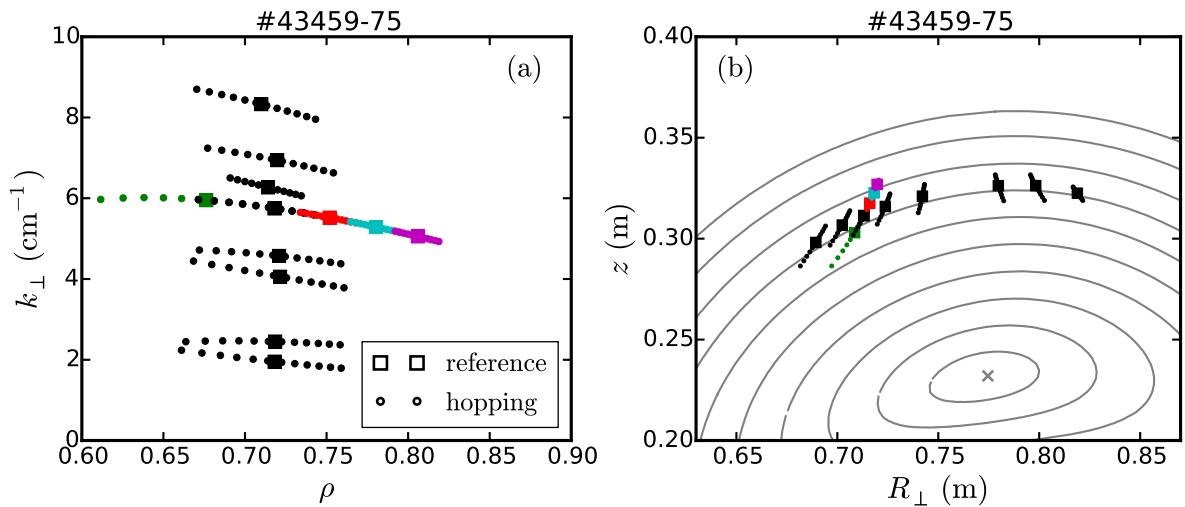 #43459-75
(a)
10
8
6
4
2
0
0.60 0.65 0.70 0.75 0.80 0.85 0.90
k⊥ (cm⁻¹)
ρ
reference
hopping
#43459-75
(b)
0.40
0.35
0.30
0.25
0.20
0.65 0.70 0.75 0.80 0.85
z (m)
R⊥ (m)